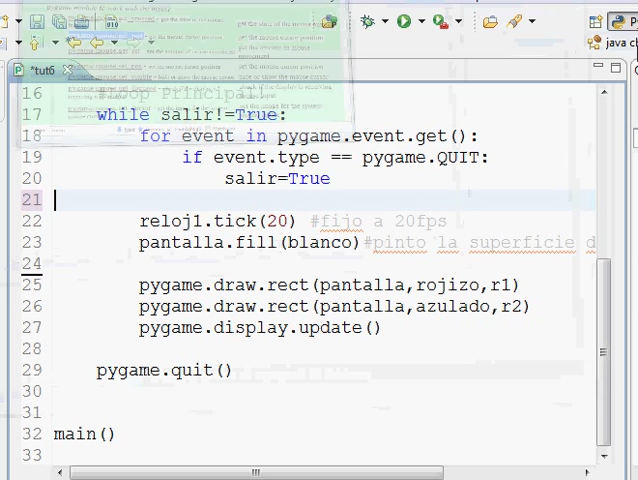 java ch
*tut6
16 #Loop Principal
17 while salir!=True:
18 for event in pygame.event.get():
19 if event.type == pygame.QUIT:
20 salir=True
21
22 reloj1.tick(20) #fijo a 20fps
23 pantalla.fill(blanco)#pinto la superficie d
24
25 pygame.draw.rect(pantalla,rojizo,r1)
26 pygame.draw.rect(pantalla,azulado,r2)
27 pygame.display.update()
28
29 pygame.quit()
30
31
32 main()
33